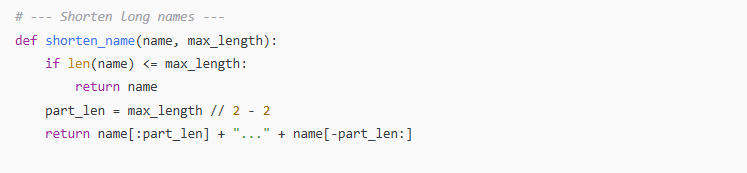 # --- Shorten long names ---
def shorten_name(name, max_length):
    if len(name) <= max_length:
        return name
    part_len = max_length // 2 - 2
    return name[:part_len] + "..." + name[-part_len:]